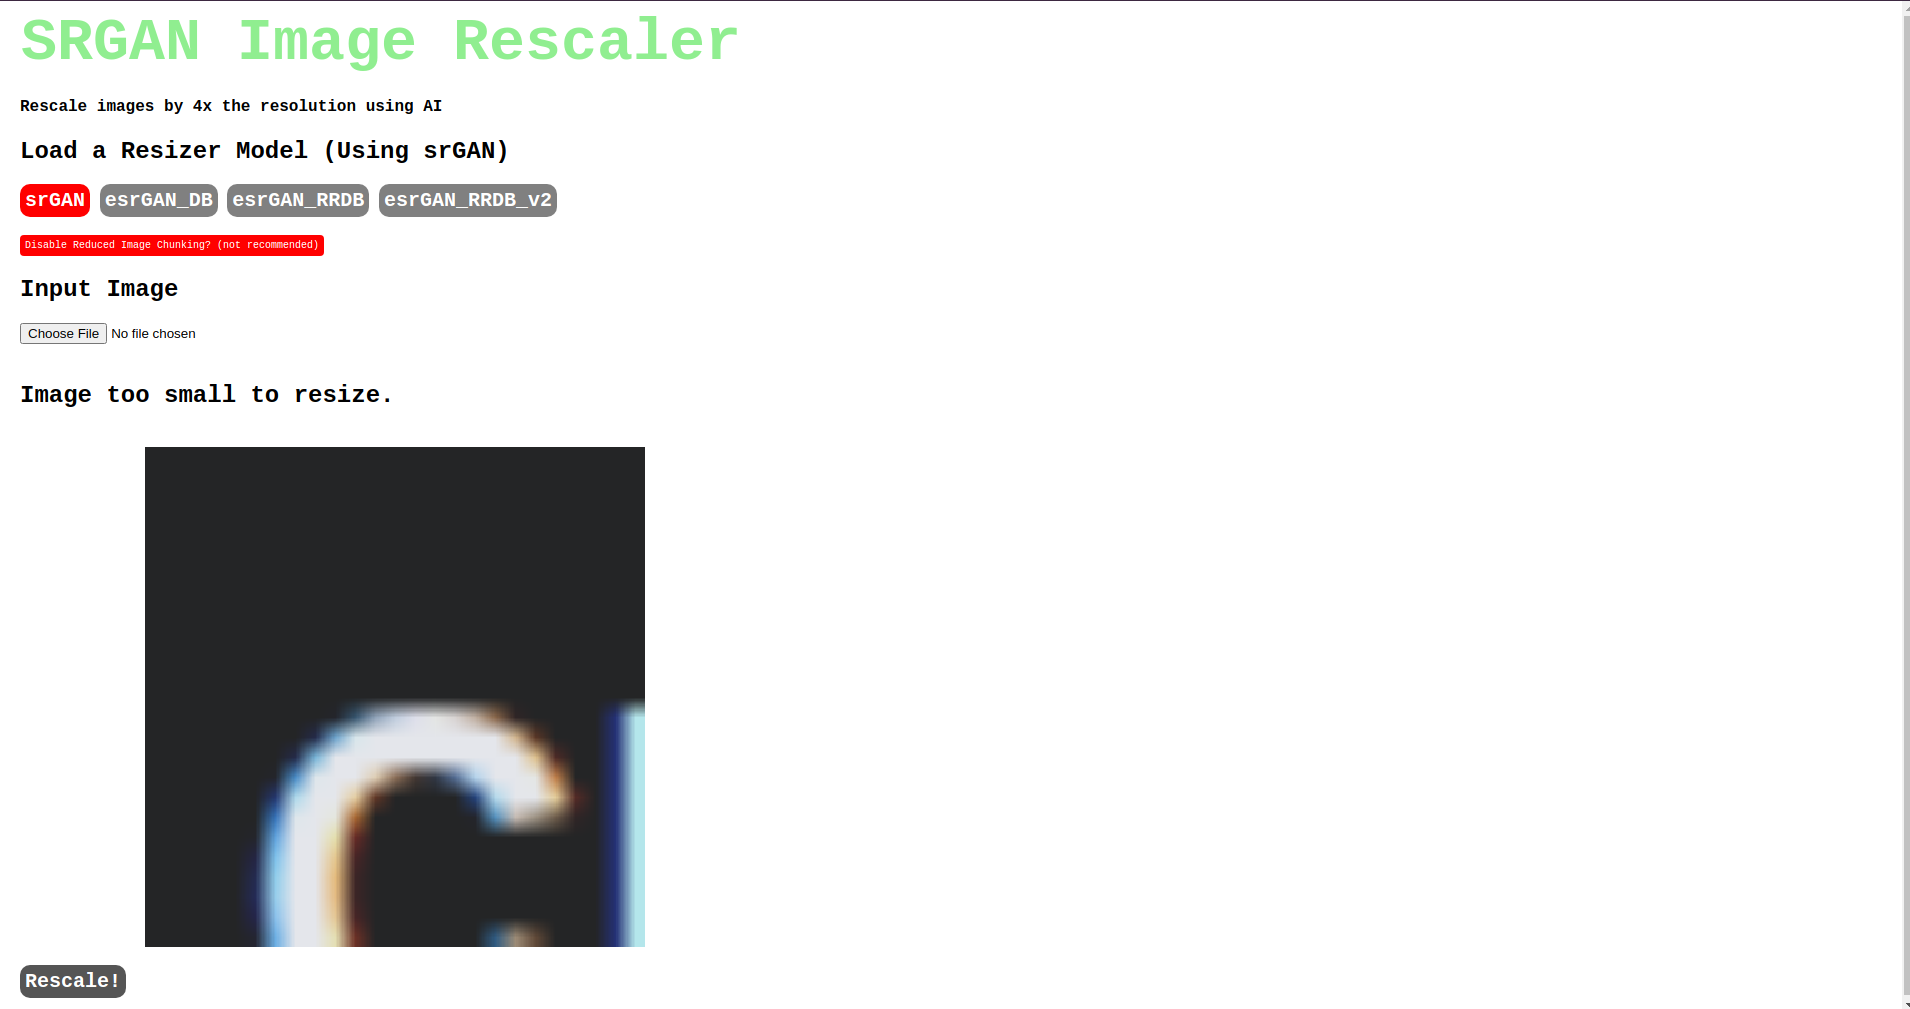 SRGAN Image Rescaler
Rescale images by 4x the resolution using AI
Load a Resizer Model (Using srGAN)
srGAN esrGAN_DB esrGAN_RRDB esrGAN_RRDB_v2
Disable Reduced Image Chunking? (not recommended)
Input Image
Choose File No file chosen
Image too small to resize.
Rescale!